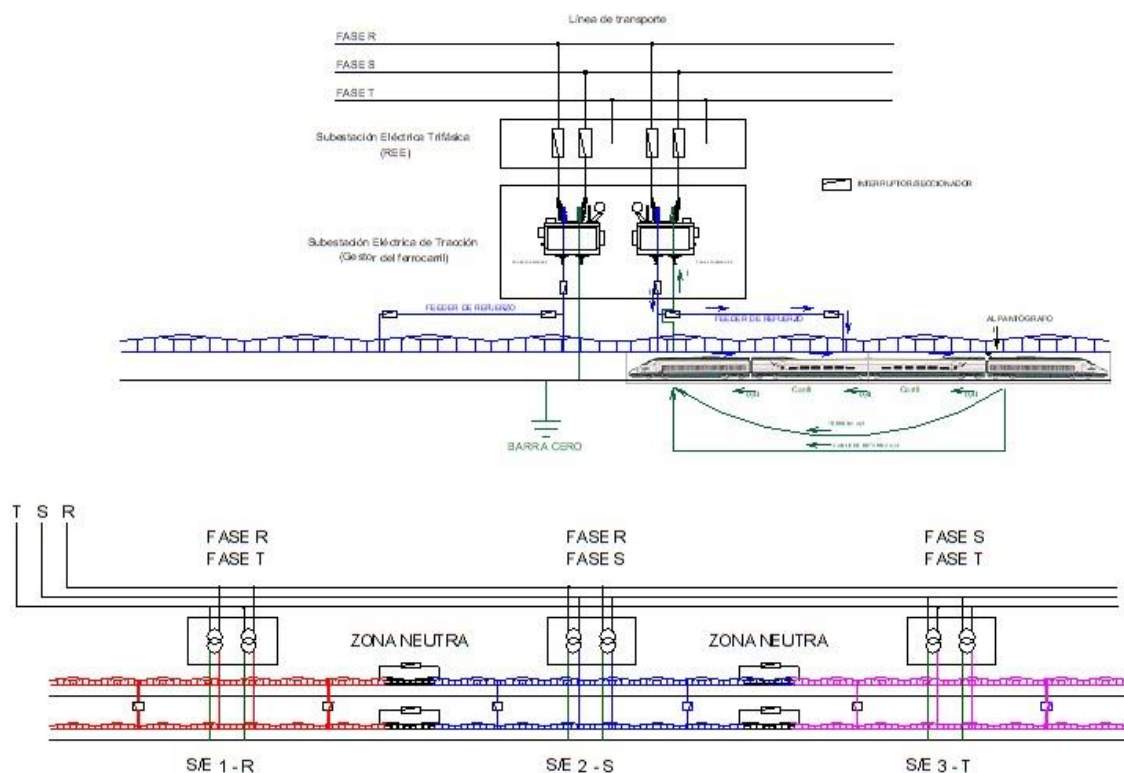 Línea de transporte
FASE R
FASE S
FASE T
Subestación Eléctrica Trifásica
(REE)
INTERRUPTOR/SECCIONADOR
Subestación Eléctrica de Tracción
(Gestor del ferrocarril)
FEEDER DE REFUERZO
FEEDER DE REFUERZO
AL PANTÓGRAFO
Carril
Carril
BARRA CERO
T S R
FASE R
FASE T
FASE R
FASE S
FASE S
FASE T
ZONA NEUTRA
ZONA NEUTRA
S/E 1 - R
S/E 2 - S
S/E 3 - T